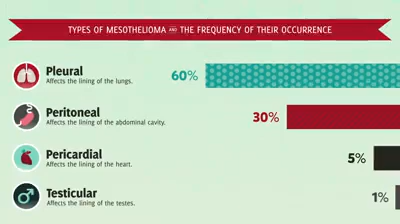 TYPES OF MESOTHELIOMA AND THE FREQUENCY OF THEIR OCCURRENCE
Pleural
Affects the lining of the lungs.
60%
Peritoneal
Affects the lining of the abdominal cavity.
30%
Pericardial
Affects the lining of the heart.
5%
Testicular
Affects the lining of the testes.
1%